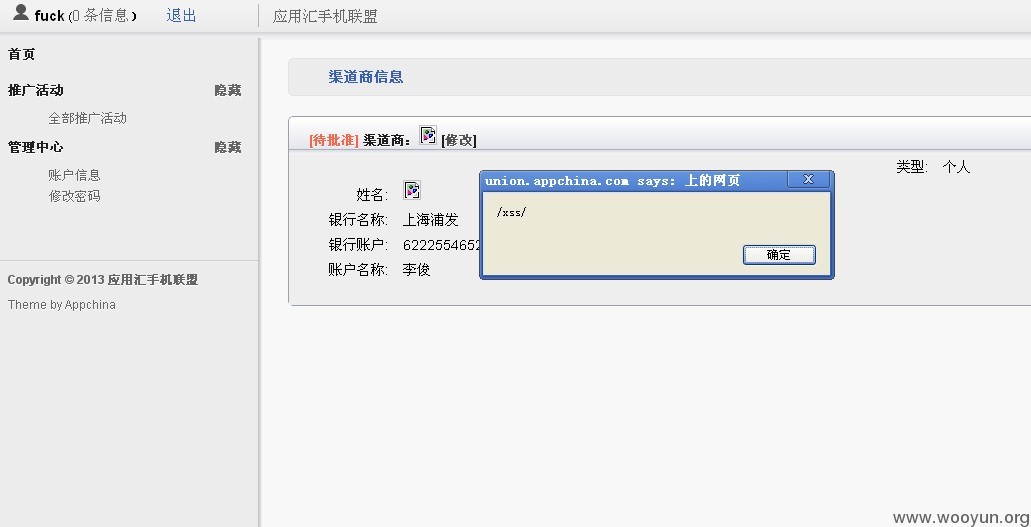 fuck (0 条信息) 退出 应用汇手机联盟
首页
推广活动 隐藏
全部推广活动
管理中心 隐藏
账户信息
修改密码
Copyright © 2013 应用汇手机联盟
Theme by Appchina
渠道商信息
[待批准] 渠道商: [修改]
类型: 个人
姓名:
银行名称: 上海浦发
银行账户: 6222554652
账户名称: 李俊
union.appchina.com says: 上的网页
/xss/
确定
www.wooyun.org